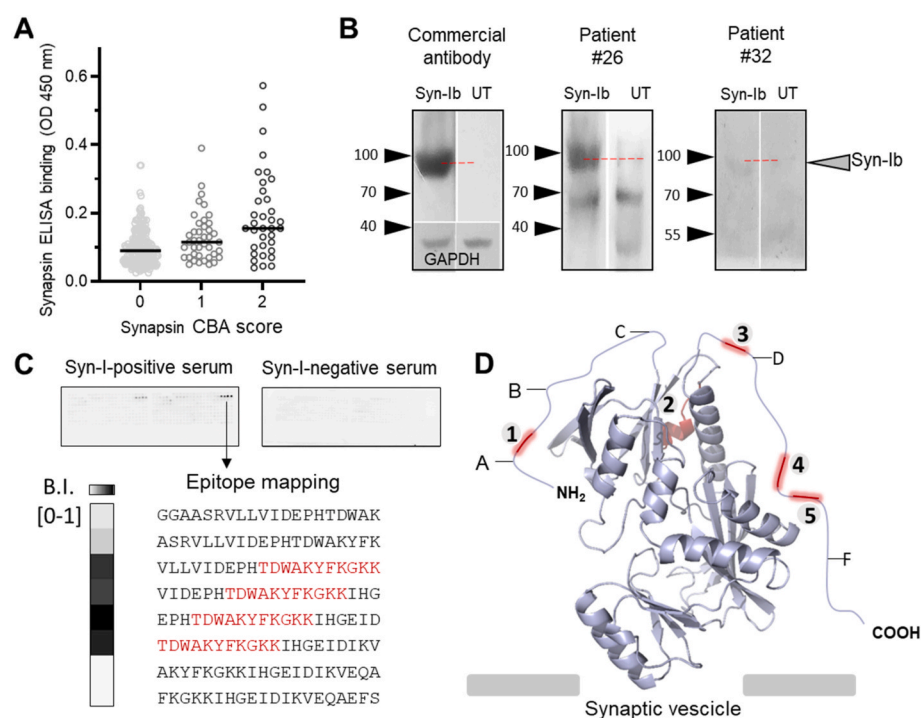 A
Synapsin ELISA binding (OD 450 nm)
0.6
0.4
0.2
0.0
0 1 2
Synapsin CBA score
B
Commercial antibody
Patient #26
Patient #32
Syn-Ib UT
Syn-Ib UT
Syn-Ib UT
100
70
40
GAPDH
100
70
40
100
70
55
Syn-Ib
C
Syn-I-positive serum
Syn-I-negative serum
Epitope mapping
B.I.
[0-1]
GGAASRVLLVIDEPHTDWAK
ASRVLLVIDEPHTDWAKYFK
VLLVIDEPHTDWAKYFKGKK
VIDEPHTDWAKYFKGKKIHG
EPHTDWAKYFKGKKIHGEID
TDWAKYFKGKKIHGEIDIKV
AKYFKGKKIHGEIDIKVEQA
FKGKKIHGEIDIKVEQAEFS
D
C
3
D
B
2
1
A
4
NH2
5
F
COOH
Synaptic vescicle